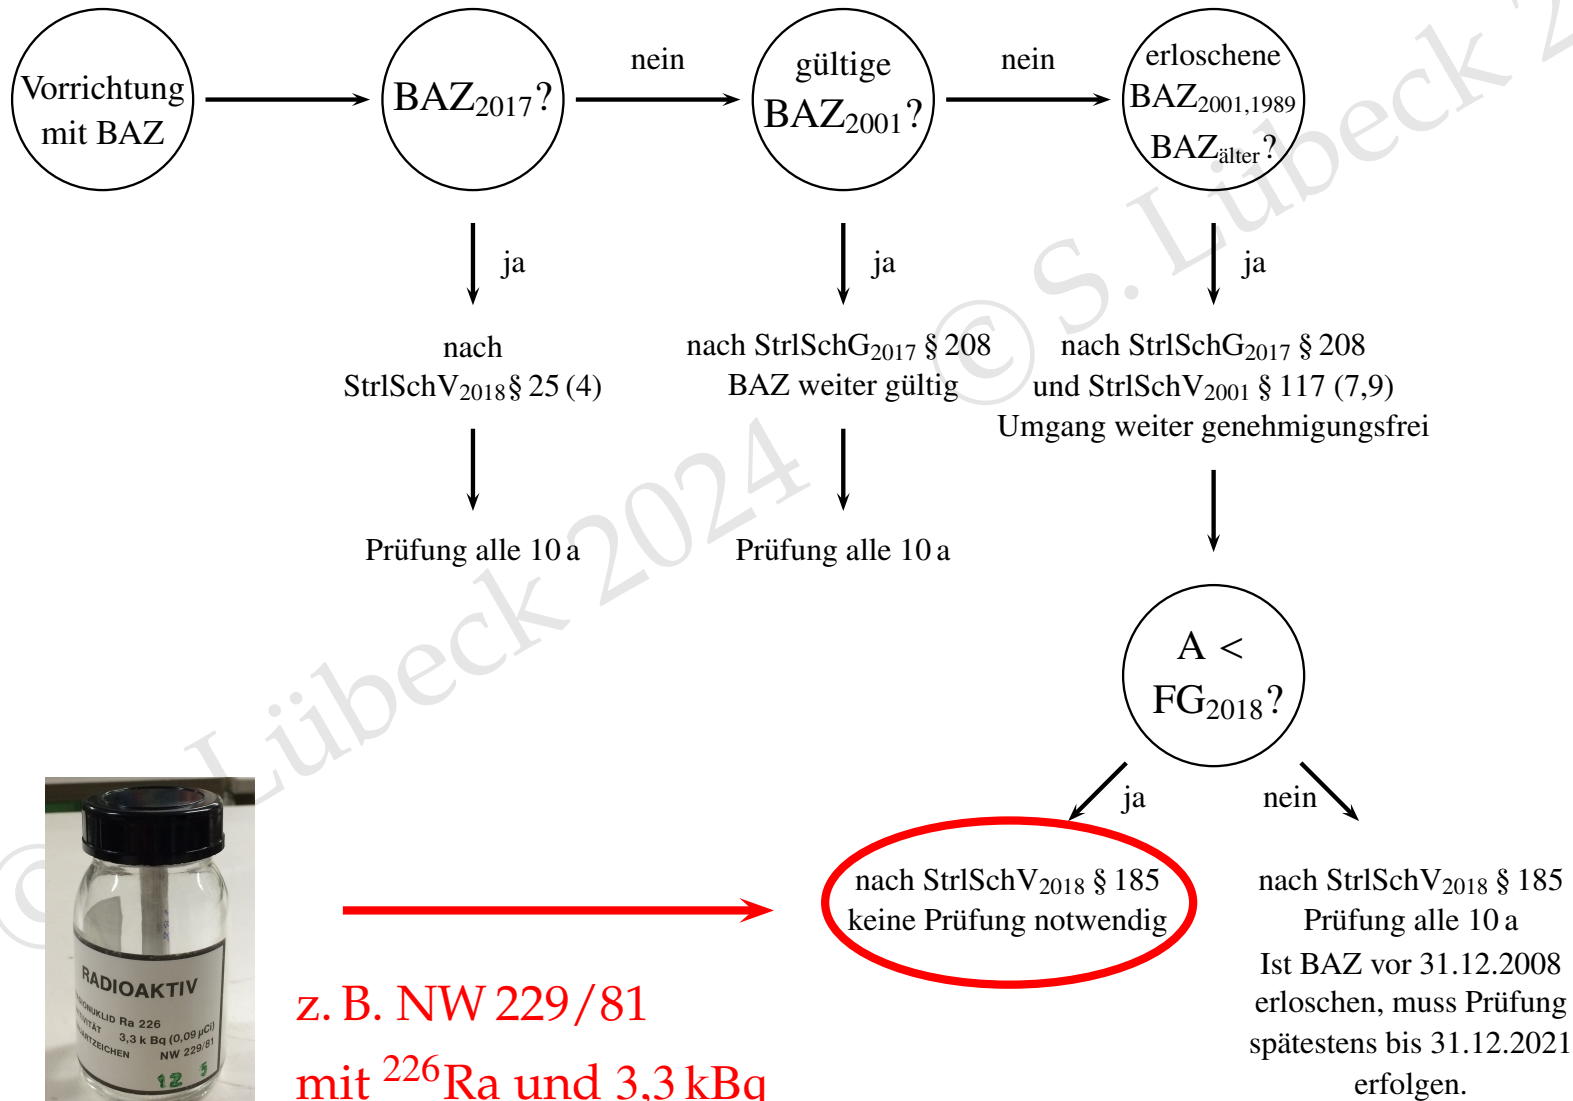 Vorrichtung
mit BAZ
BAZ2017?
nein
gültige
BAZ2001?
nein
erloschene
BAZ2001,1989
BAZälter?
ja
ja
ja
nach
StrlSchV2018 § 25 (4)
nach StrlSchG2017 § 208
BAZ weiter gültig
nach StrlSchG2017 § 208
und StrlSchV2001 § 117 (7,9)
Umgang weiter genehmigungsfrei
Prüfung alle 10 a
Prüfung alle 10 a
A <
FG2018?
ja
nein
nach StrlSchV2018 § 185
keine Prüfung notwendig
nach StrlSchV2018 § 185
Prüfung alle 10 a
Ist BAZ vor 31.12.2008
erloschen, muss Prüfung
spätestens bis 31.12.2021
erfolgen.
z. B. NW 229/81
mit 226Ra und 3,3 kBq
RADIOAKTIV
Ra 226
3,3 k Bq (0,09 µCi)
NW 229/81
12 5
© S. Lübeck 2
Lübeck 2024
©